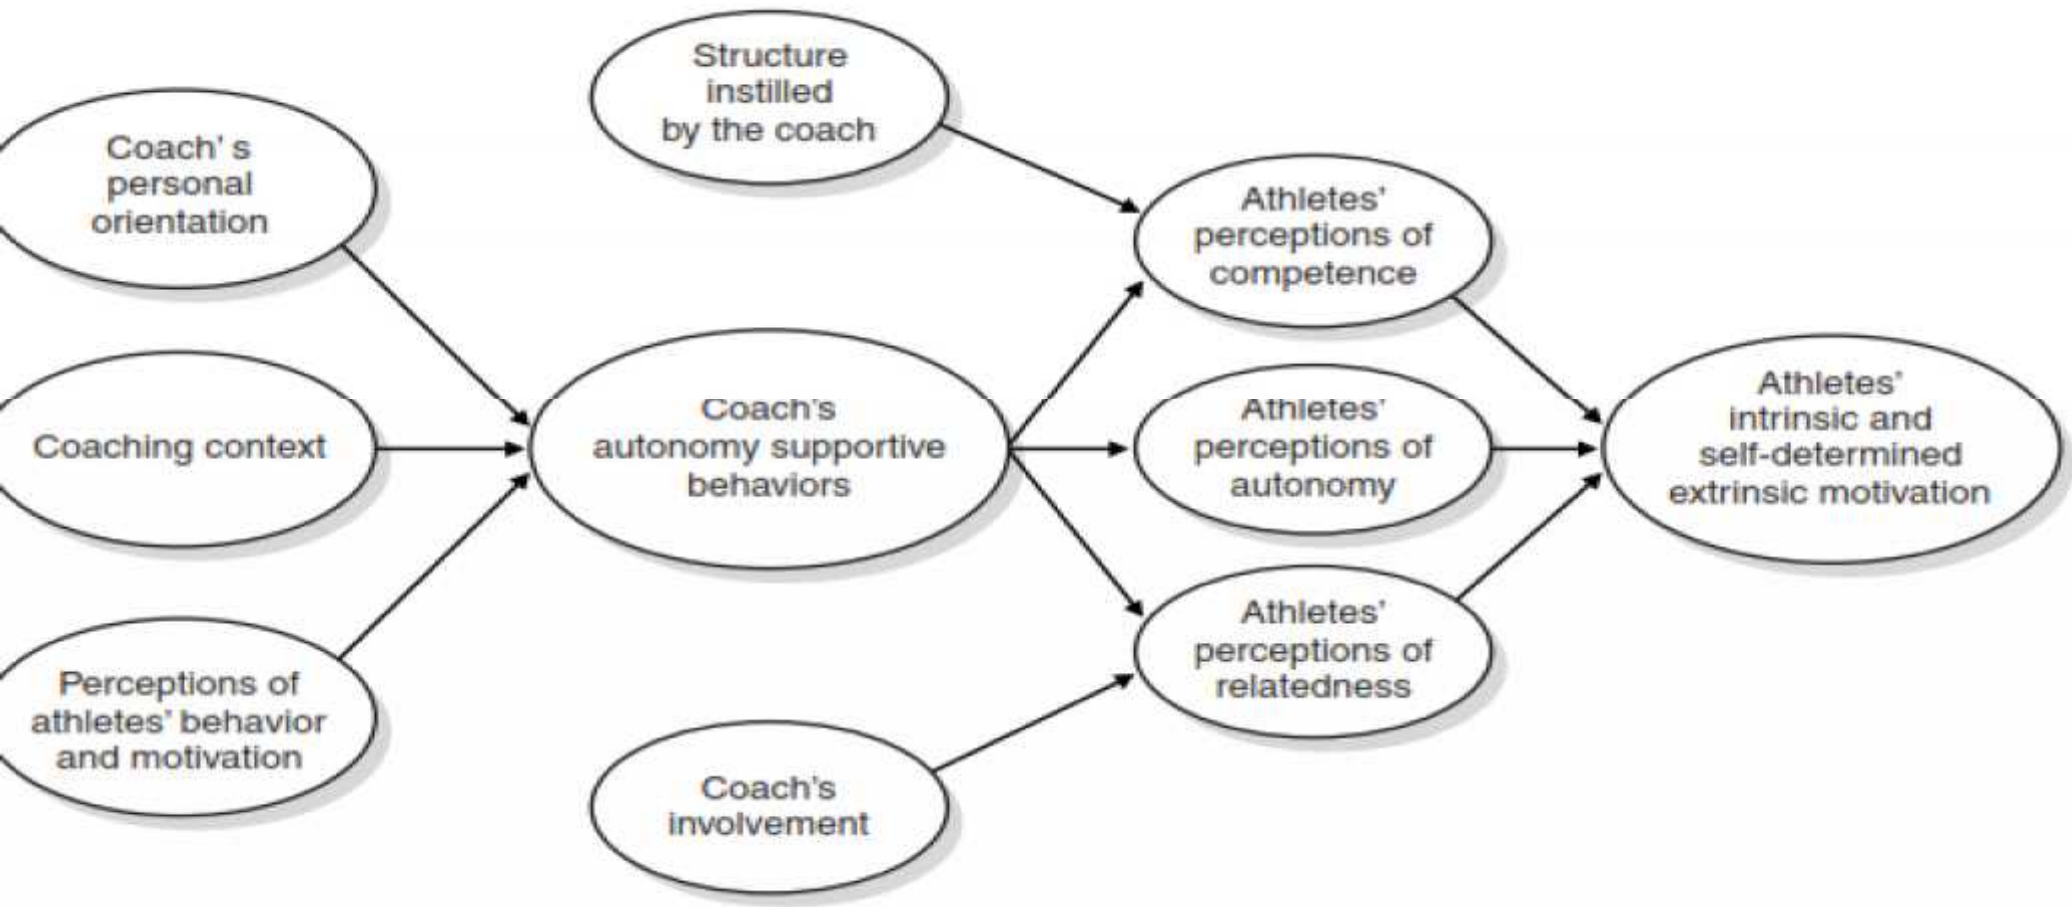 Structure
instilled
by the coach
Coach' s
personal
orientation
Athletes'
perceptions of
competence
Coaching context
Coach's
autonomy supportive
behaviors
Athletes'
perceptions of
autonomy
Athletes'
intrinsic and
self-determined
extrinsic motivation
Perceptions of
athletes' behavior
and motivation
Athletes'
perceptions of
relatedness
Coach's
involvement